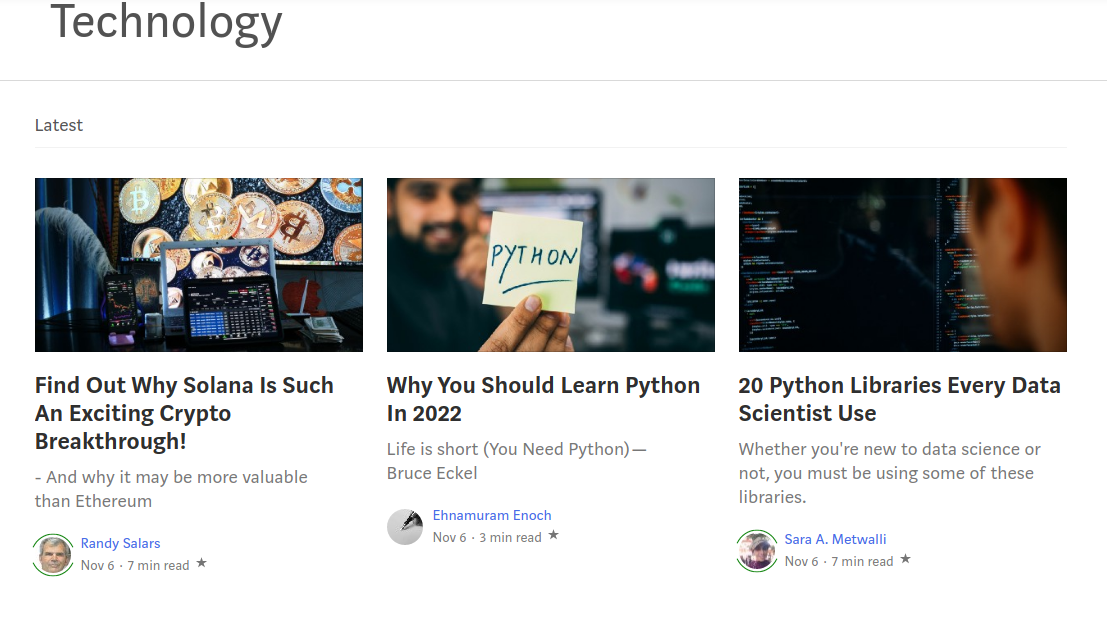 Technology
Latest
PYTHON
Find Out Why Solana Is Such
An Exciting Crypto
Breakthrough!
- And why it may be more valuable
than Ethereum
Randy Salars
Nov 6 · 7 min read ★
Why You Should Learn Python
In 2022
Life is short (You Need Python) —
Bruce Eckel
Ehnamuram Enoch
Nov 6 · 3 min read ★
20 Python Libraries Every Data
Scientist Use
Whether you're new to data science or
not, you must be using some of these
libraries.
Sara A. Metwalli
Nov 6 · 7 min read ★